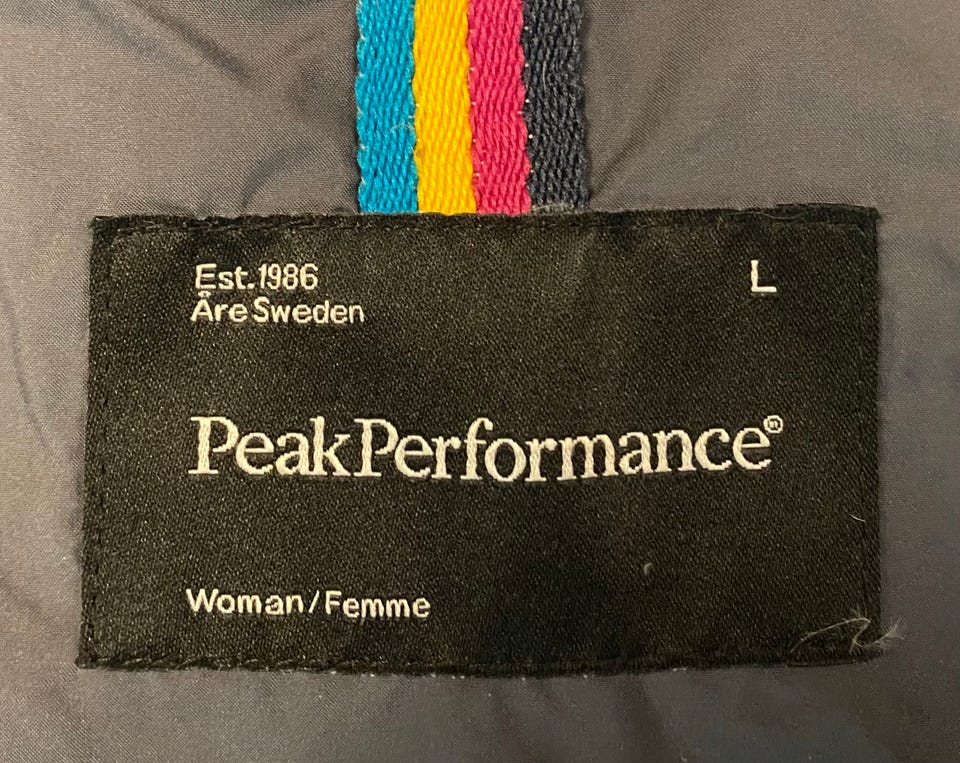 Est.1986
L
Åre Sweden
PeakPerformance®
Woman/Femme